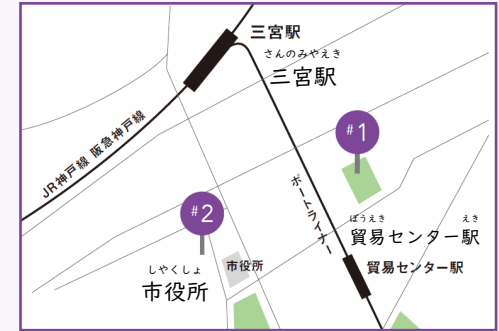 三宮駅
さんのみやえき
三宮駅
JR神戸線 阪急神戸線
#1
ポートライナー
#2
ぼうえき えき
貿易センター駅
貿易センター駅
しやくしょ
市役所
市役所